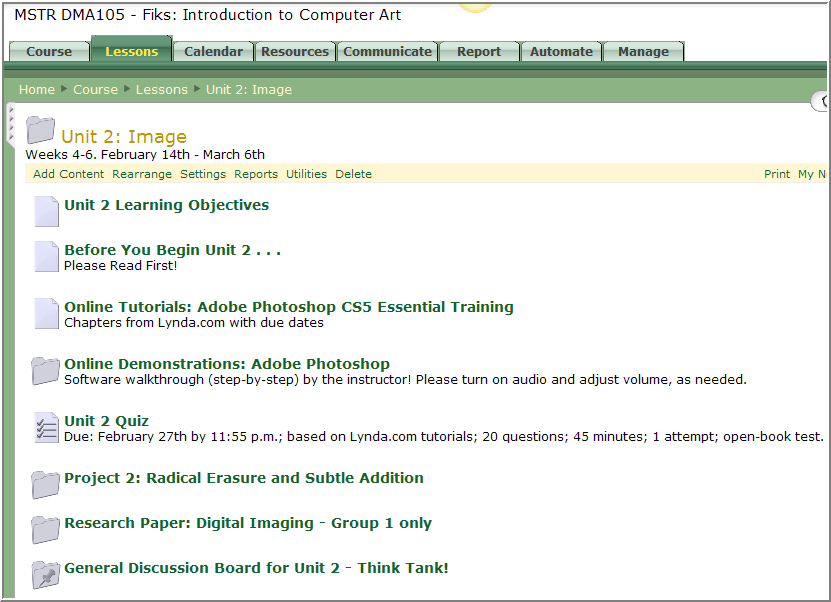 MSTR DMA105 - Fiks: Introduction to Computer Art
Course Lessons Calendar Resources Communicate Report Automate Manage
Home Course Lessons Unit 2: Image
Unit 2: Image
Weeks 4-6. February 14th - March 6th
Add Content Rearrange Settings Reports Utilities Delete Print My
Unit 2 Learning Objectives
Before You Begin Unit 2 . . .
Please Read First!
Online Tutorials: Adobe Photoshop CS5 Essential Training
Chapters from Lynda.com with due dates
Online Demonstrations: Adobe Photoshop
Software walkthrough (step-by-step) by the instructor! Please turn on audio and adjust volume, as needed.
Unit 2 Quiz
Due: February 27th by 11:55 p.m.; based on Lynda.com tutorials; 20 questions; 45 minutes; 1 attempt; open-book test.
Project 2: Radical Erasure and Subtle Addition
Research Paper: Digital Imaging - Group 1 only
General Discussion Board for Unit 2 - Think Tank!